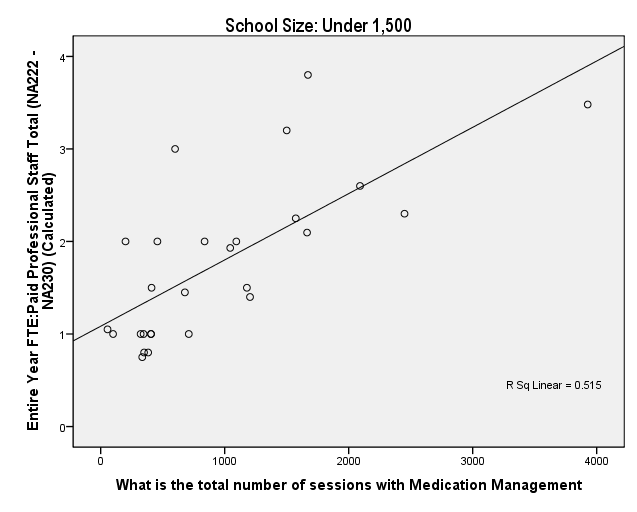 School Size: Under 1,500
Entire Year FTE:Paid Professional Staff Total (NA222 -
NA230) (Calculated)
4
3
2
1
0
R Sq Linear = 0.515
0 1000 2000 3000 4000
What is the total number of sessions with Medication Management